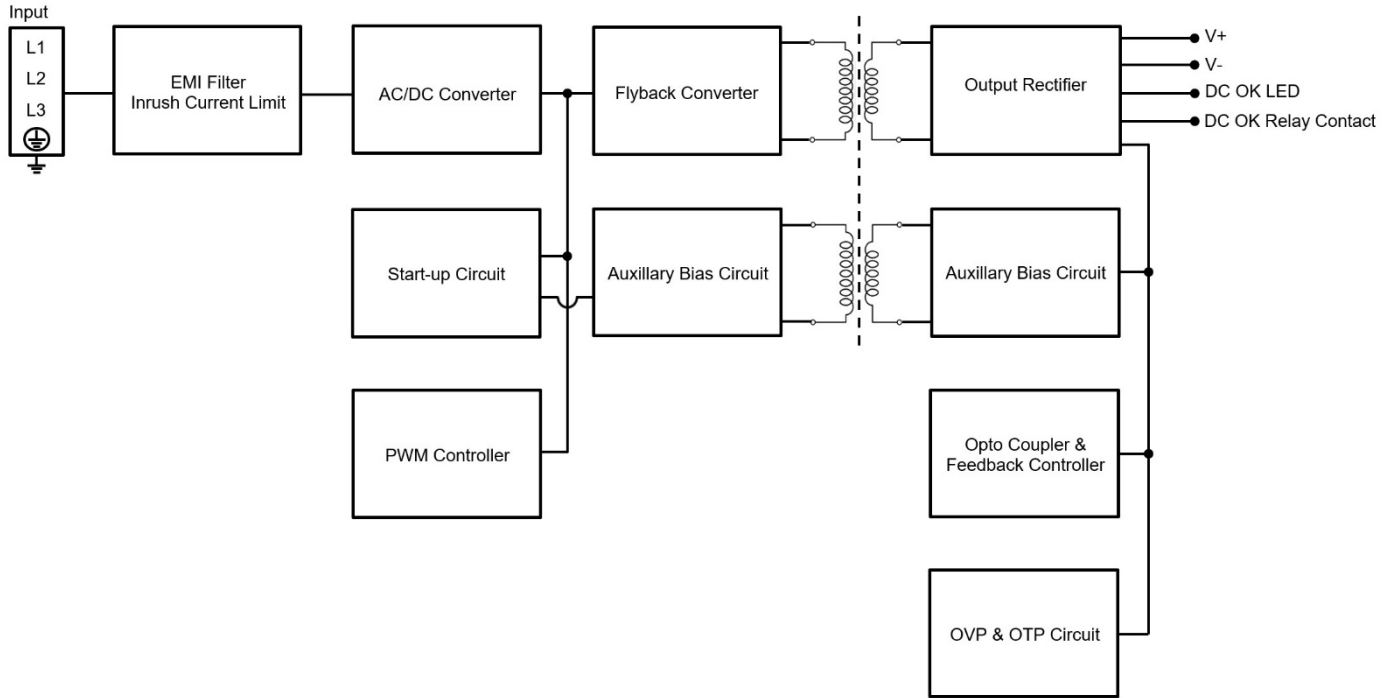 Input
L1
L2
L3
EMI Filter
Inrush Current Limit
AC/DC Converter
Flyback Converter
Output Rectifier
V+
V-
DC OK LED
DC OK Relay Contact
Start-up Circuit
Auxillary Bias Circuit
Auxillary Bias Circuit
PWM Controller
Opto Coupler &
Feedback Controller
OVP & OTP Circuit